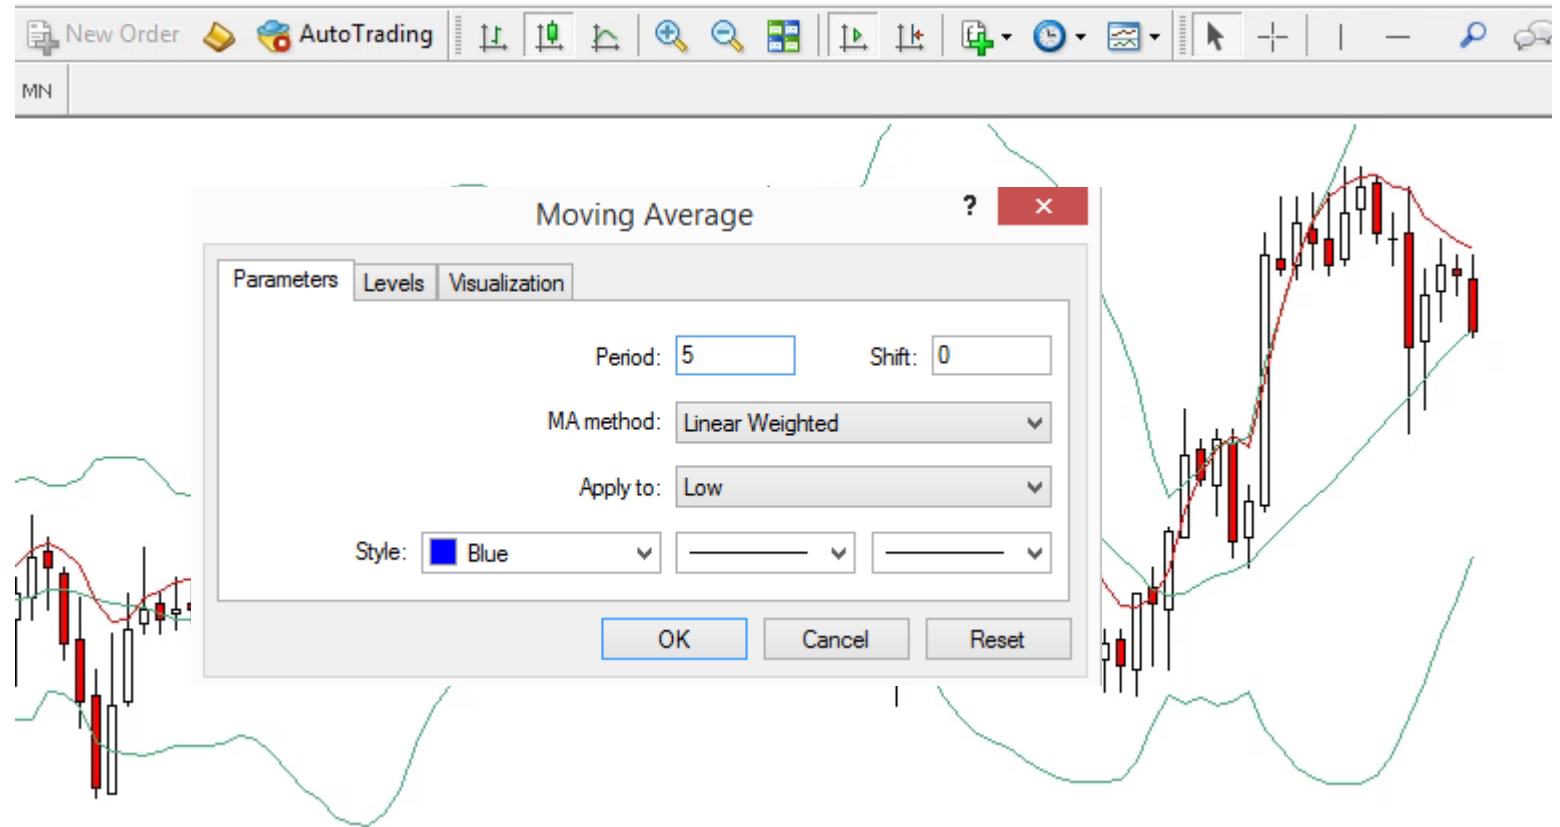 New Order AutoTrading
MN
Moving Average ?
Parameters Levels Visualization
Period: 5 Shift: 0
MA method: Linear Weighted
Apply to: Low
Style: Blue
OK Cancel Reset